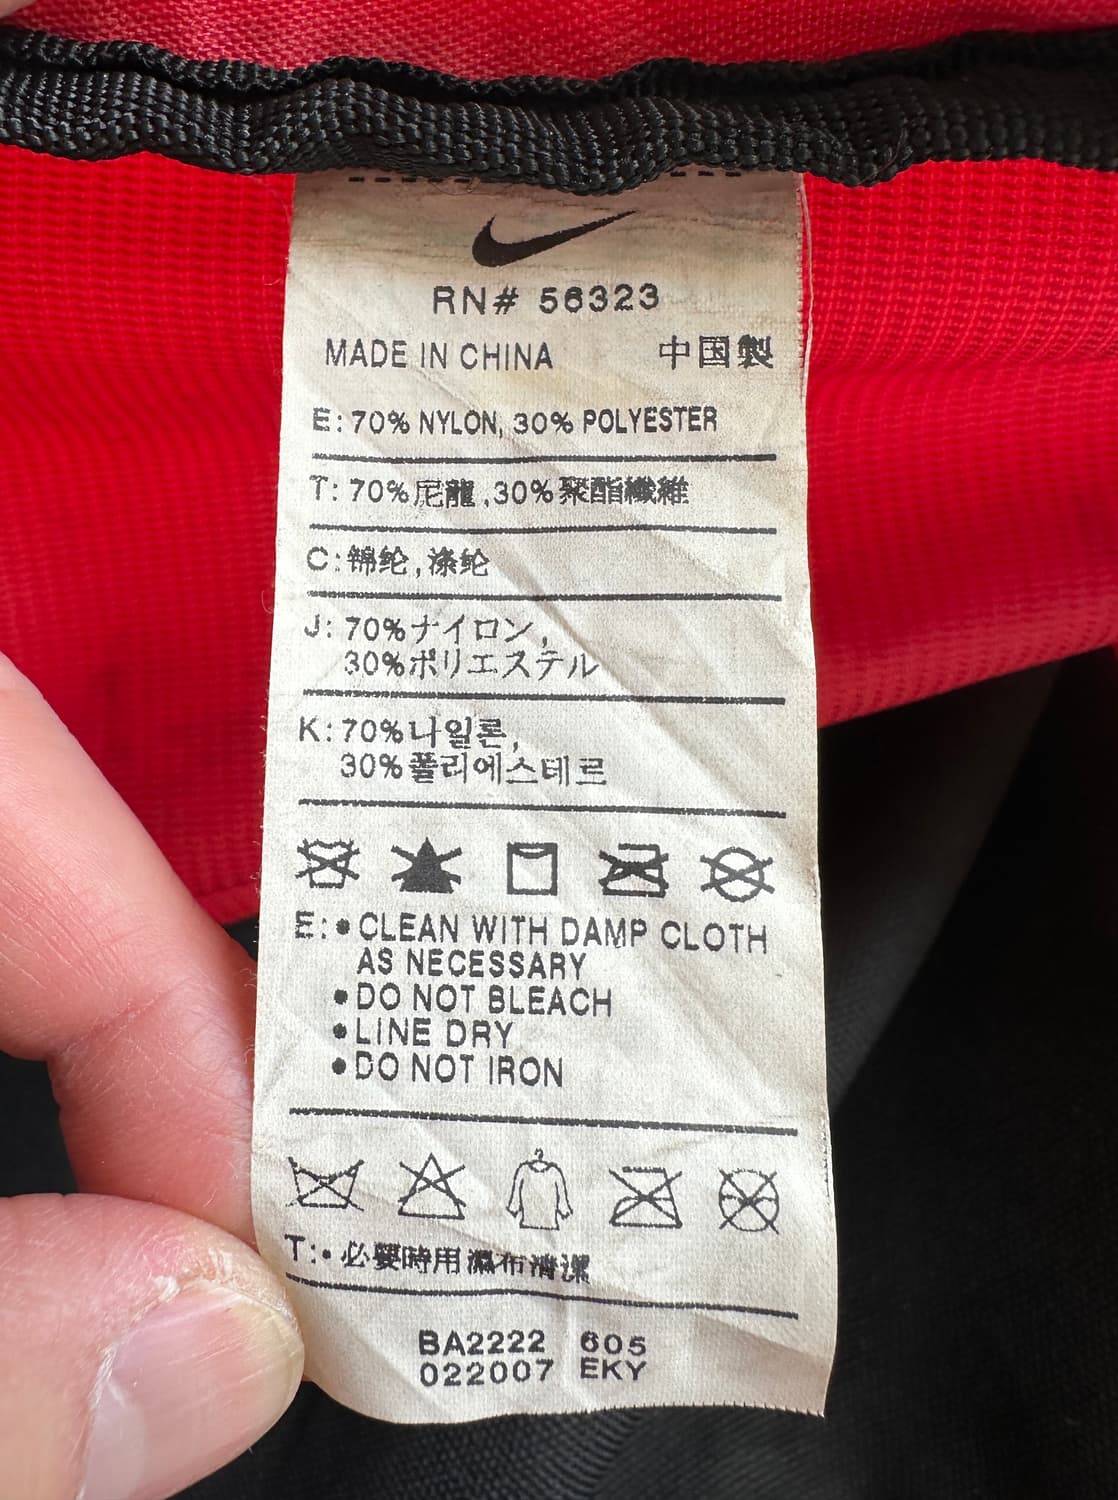 RN# 56323
MADE IN CHINA 中国製
E: 70% NYLON, 30% POLYESTER
T: 70%尼龍,30%聚酯纖維
C: 锦纶,涤纶
J: 70%ナイロン,
30%ポリエステル
K: 70%나일론,
30%폴리에스테르
E: •CLEAN WITH DAMP CLOTH
AS NECESSARY
•DO NOT BLEACH
•LINE DRY
•DO NOT IRON
T: •必要時用濕布清潔
BA2222 605
022007 EKY